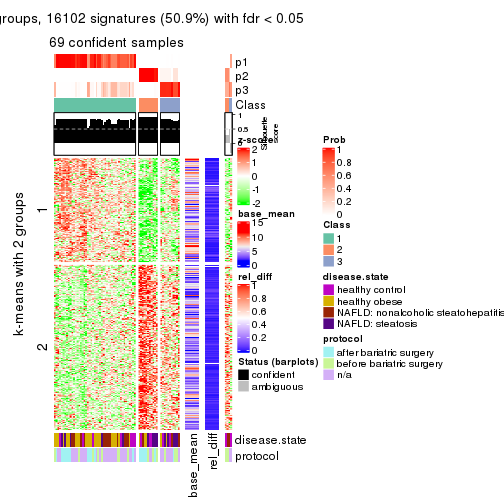 groups, 16102 signatures (50.9%) with fdr < 0.05
69 confident samples
p1
p2
p3
Class
1
0.5
0
Silhouette
score
k-means with 2 groups
1
2
z-score
2
1
0
-1
-2
base_mean
15
10
5
0
rel_diff
1
0.8
0.6
0.4
0.2
0
Status (barplots)
confident
ambiguous
Prob
1
0.8
0.6
0.4
0.2
0
Class
1
2
3
disease.state
healthy control
healthy obese
NAFLD: nonalcoholic steatohepatitis
NAFLD: steatosis
protocol
after bariatric surgery
before bariatric surgery
n/a
disease.state
protocol
base_mean
rel_diff